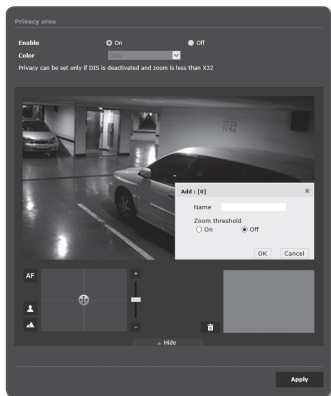 Privacy area
Enable On Off
Color
Privacy can be set only if DIS is deactivated and zoom is less than X32
Add : [0] ×
Name
Zoom threshold
On Off
OK Cancel
AF
+
−
Hide
Apply